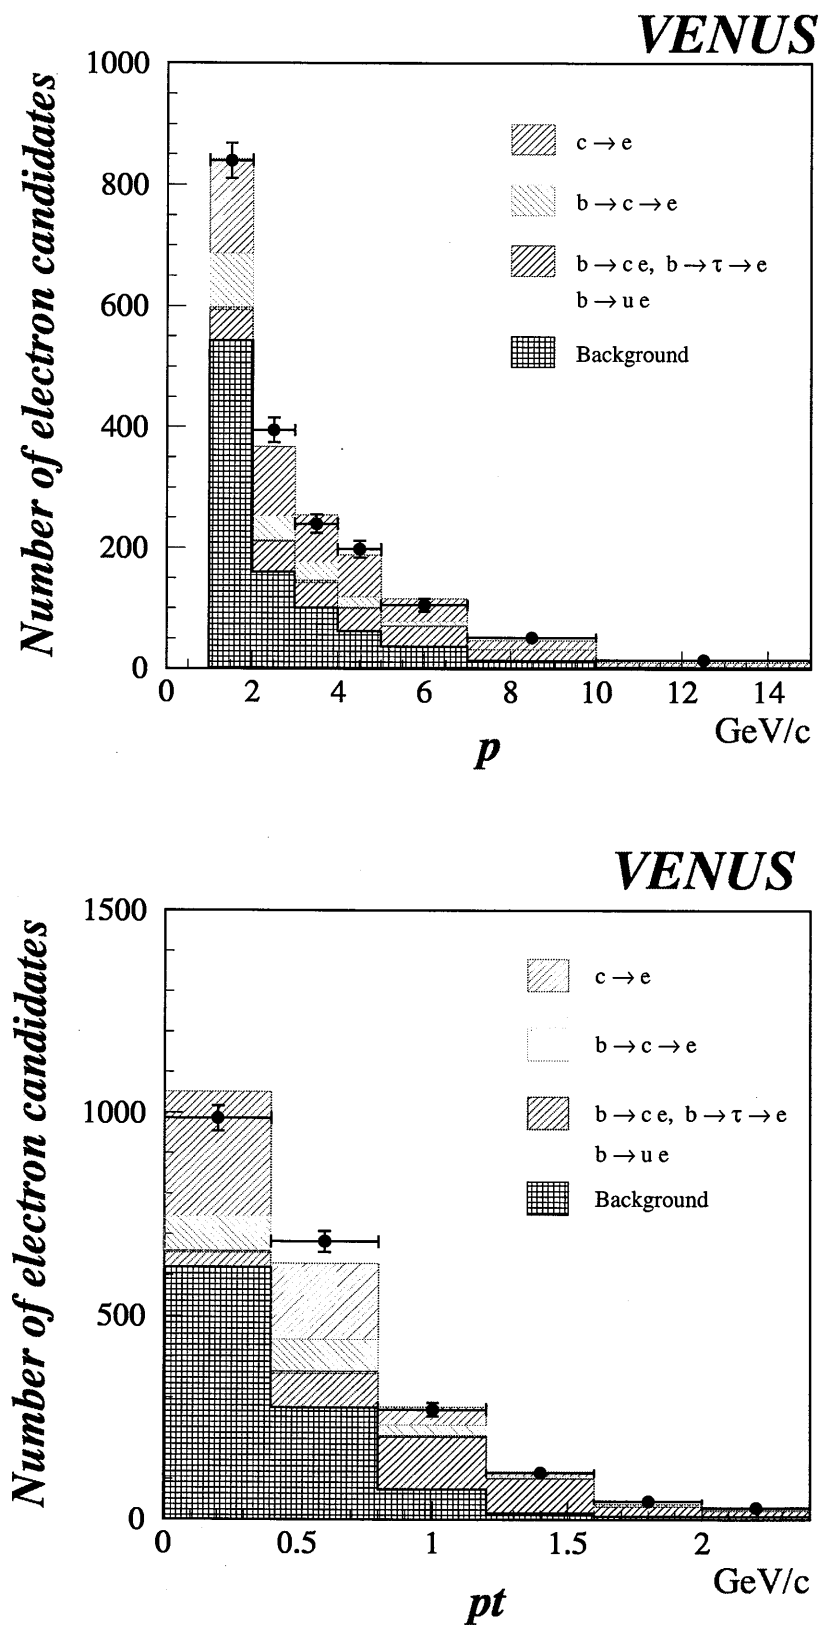 VENUS
Number of electron candidates
1000
800
600
400
200
0
c → e
b → c → e
b → c e, b → τ → e
b → u e
Background
0 2 4 6 8 10 12 14
GeV/c
p
VENUS
Number of electron candidates
1500
1000
500
0
c → e
b → c → e
b → c e, b → τ → e
b → u e
Background
0 0.5 1 1.5 2
GeV/c
pt